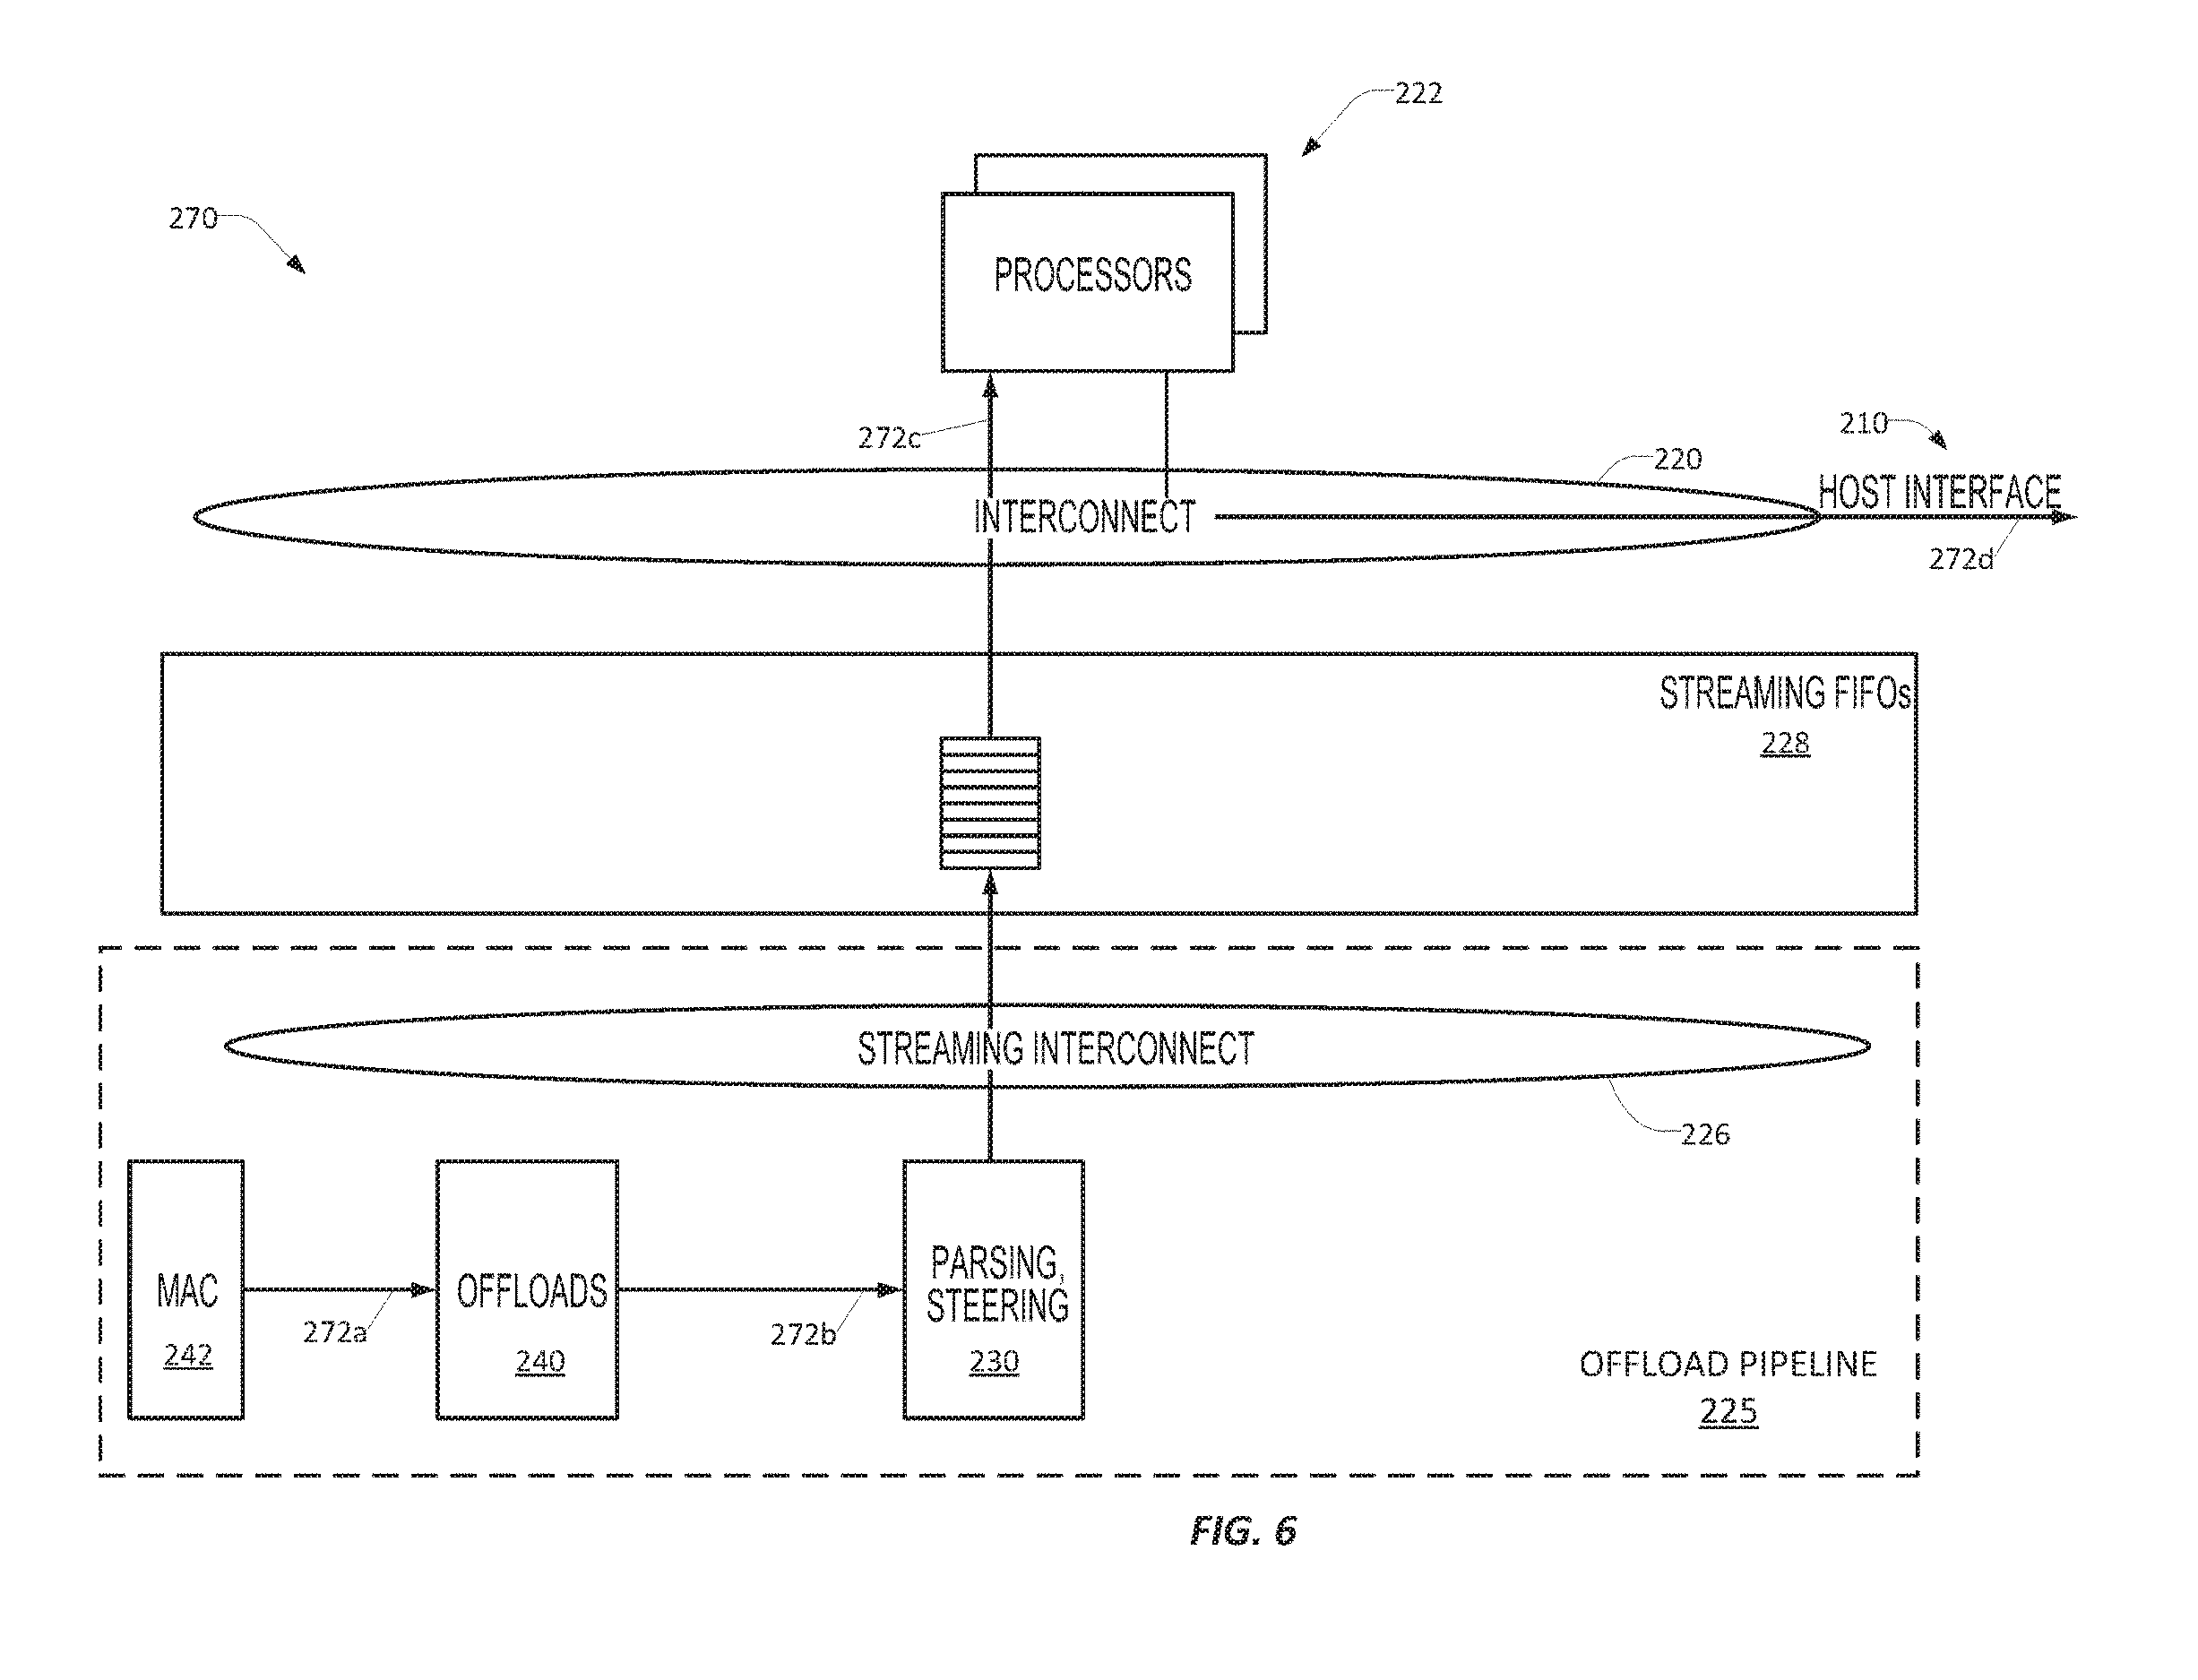 222
270
PROCESSORS
272c
210
220
HOST INTERFACE
INTERCONNECT
272d
STREAMING FIFOs
228
STREAMING INTERCONNECT
226
MAC
242
272a
OFFLOADS
240
272b
PARSING,
STEERING
230
OFFLOAD PIPELINE
225
FIG. 6